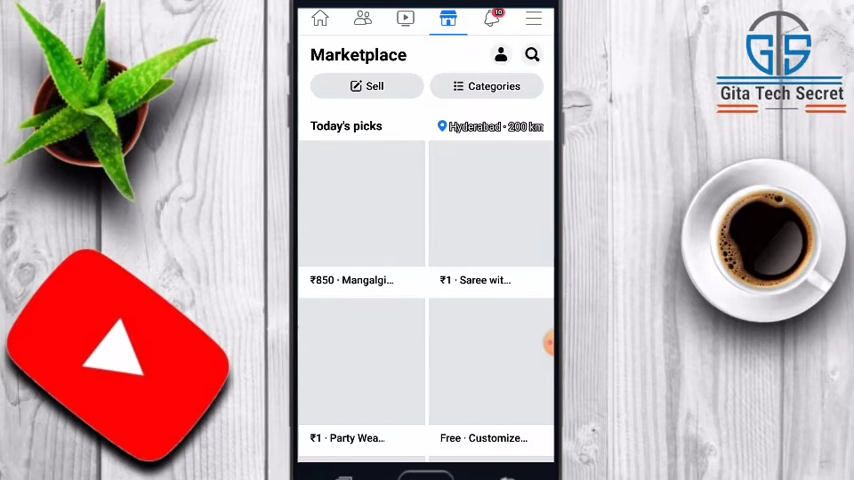 10
Marketplace
Sell
Categories
Today's picks
Hyderabad · 200 km
₹850 · Mangalgi...
₹1 · Saree wit...
₹1 · Party Wea...
Free · Customize...
GTS
Gita Tech Secret